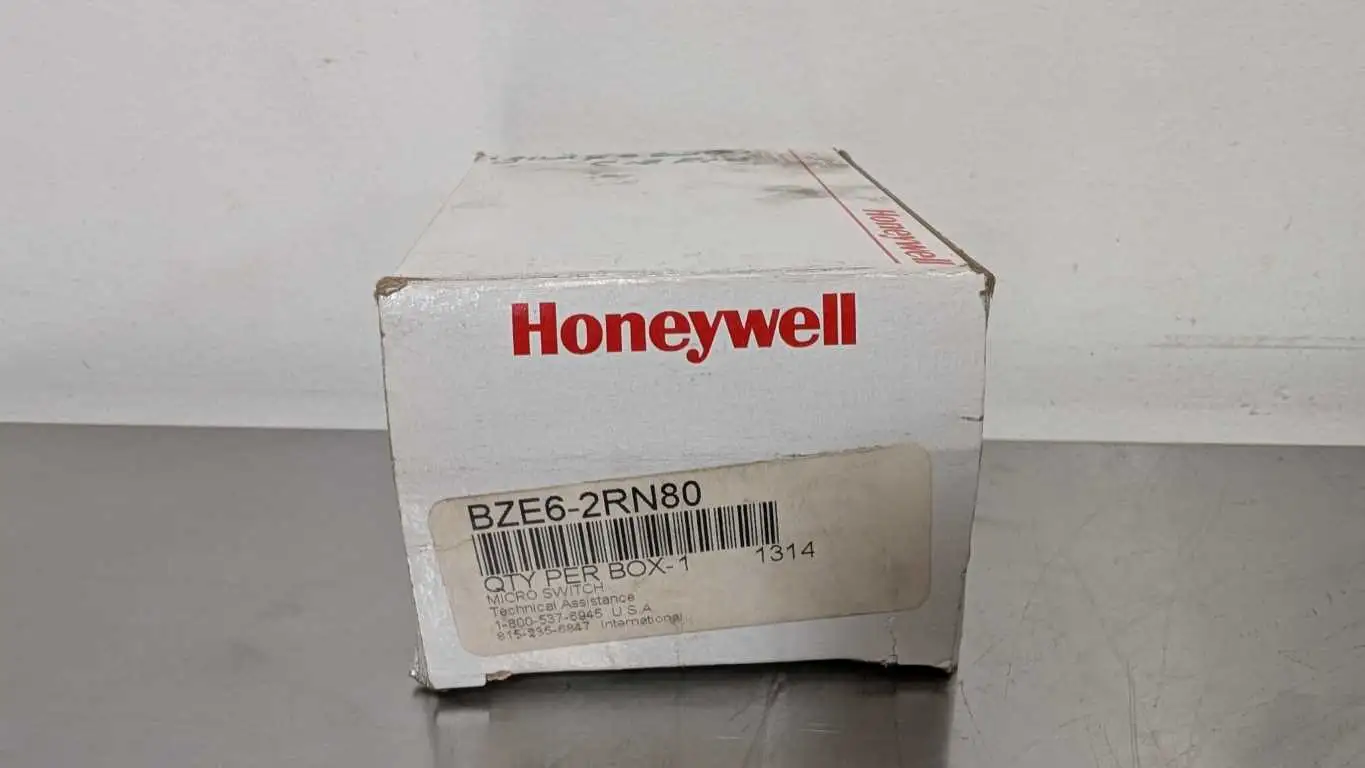 Honeywell
Honeywell
BZE6-2RN80
QTY PER BOX-1 1314
MICRO SWITCH
Technical Assistance
1-800-537-6945 U.S.A
815-235-6847 International